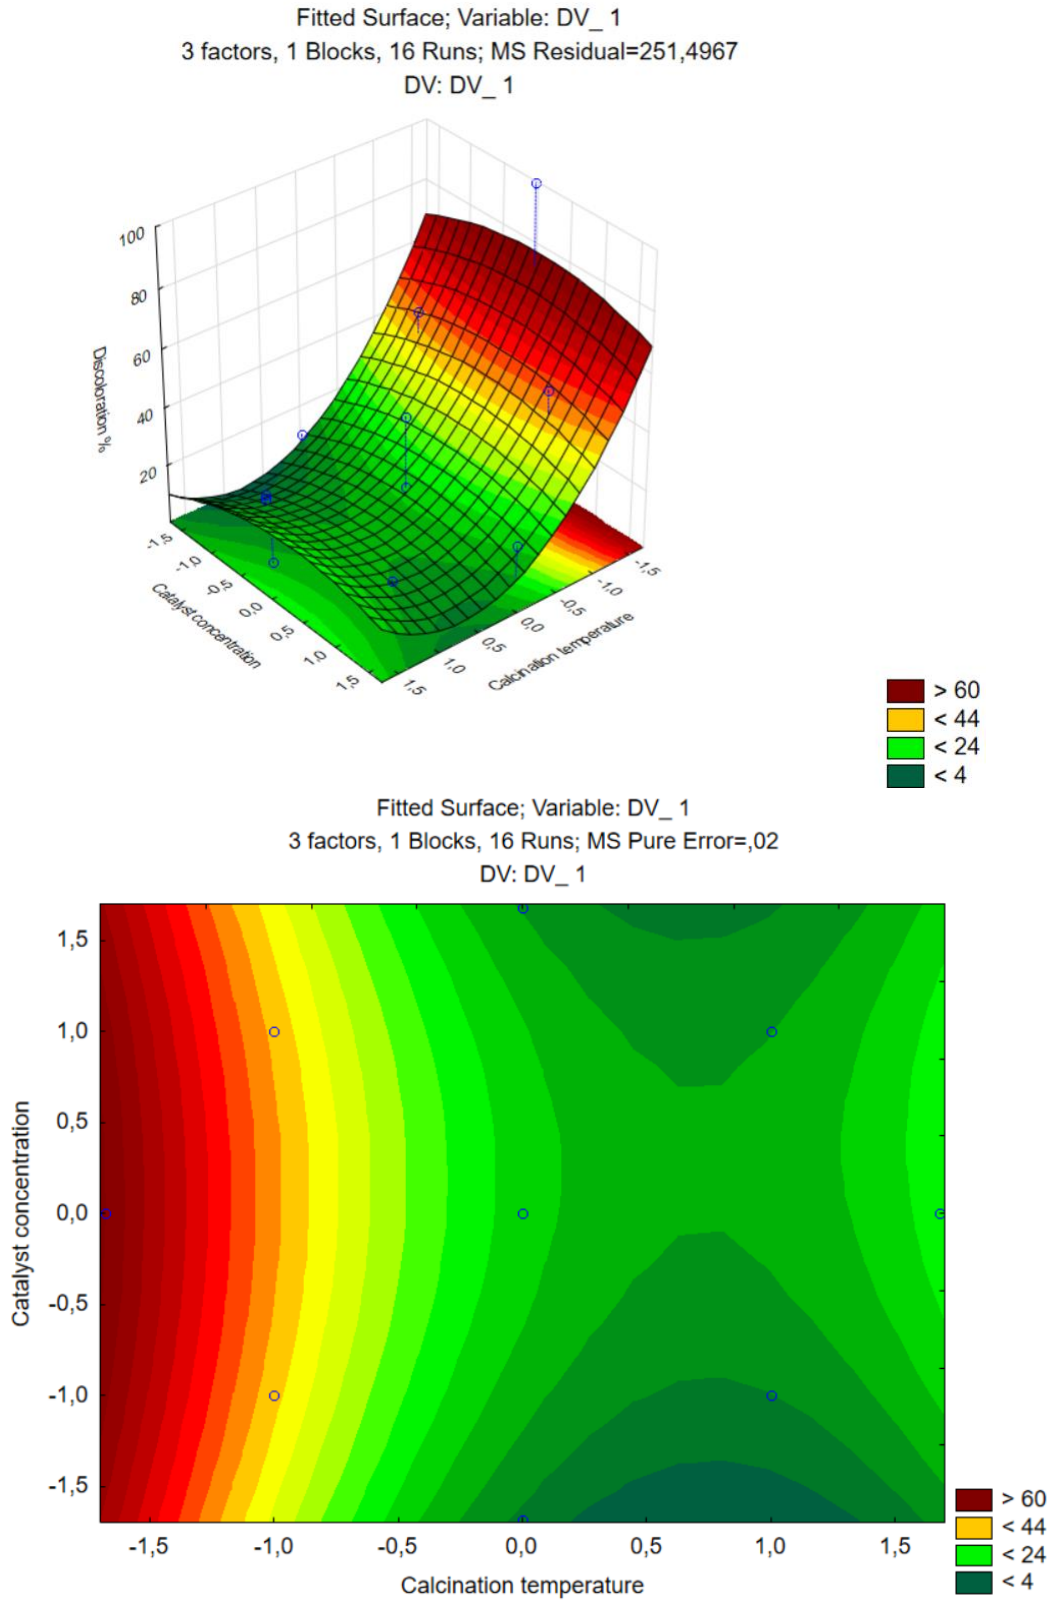 Fitted Surface; Variable: DV_ 1
3 factors, 1 Blocks, 16 Runs; MS Residual=251,4967
DV: DV_ 1
100
80
60
40
20
Discoloration %
-1,5
-1,0
-0,5
0,0
0,5
1,0
1,5
Catalyst concentration
-1,5
-1,0
-0,5
0,0
0,5
1,0
1,5
Calcination temperature
> 60
< 44
< 24
< 4
Fitted Surface; Variable: DV_ 1
3 factors, 1 Blocks, 16 Runs; MS Pure Error=,02
DV: DV_ 1
1,5
1,0
0,5
0,0
-0,5
-1,0
-1,5
Catalyst concentration
-1,5 -1,0 -0,5 0,0 0,5 1,0 1,5
Calcination temperature
> 60
< 44
< 24
< 4